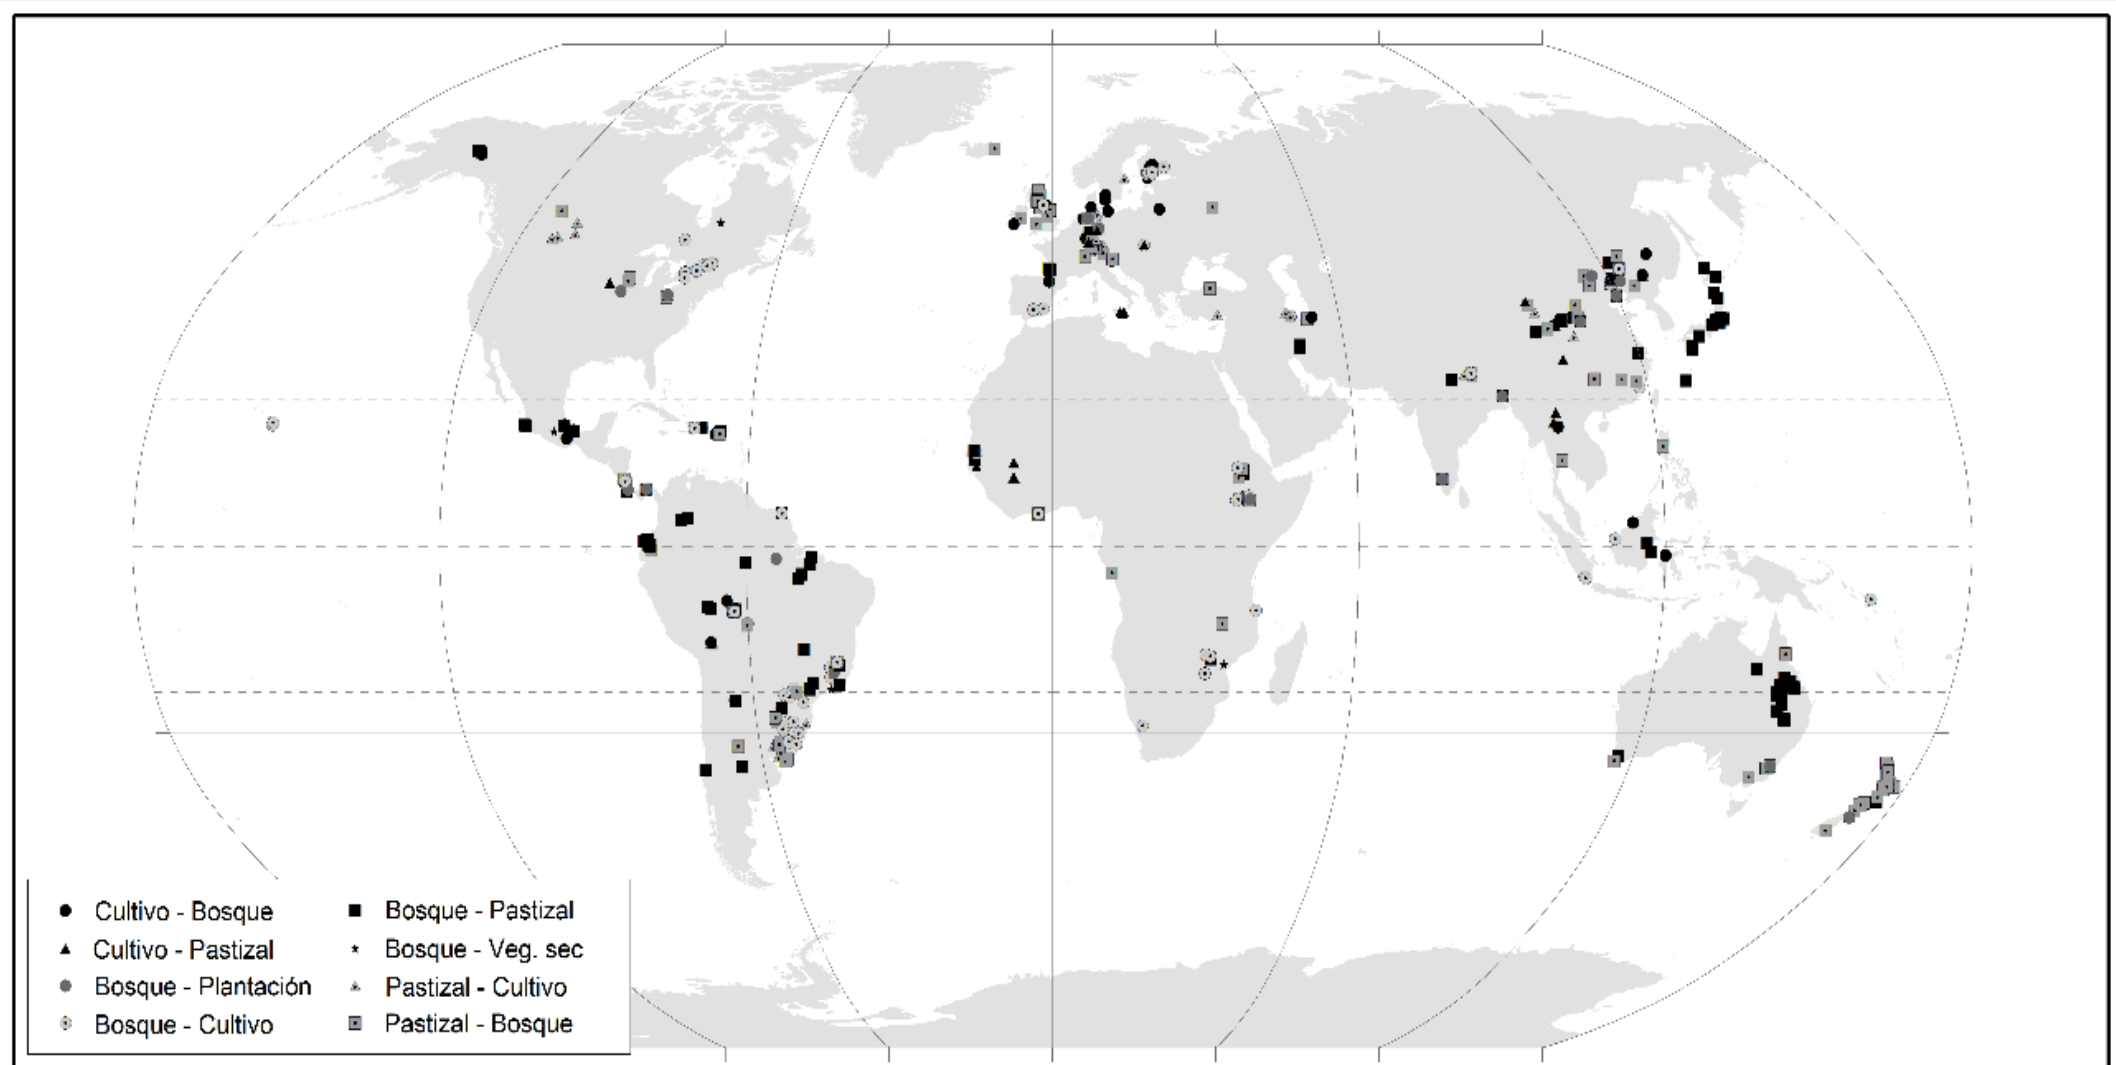 Cultivo - Bosque
Cultivo - Pastizal
Bosque - Plantación
Bosque - Cultivo
Bosque - Pastizal
Bosque - Veg. sec
Pastizal - Cultivo
Pastizal - Bosque